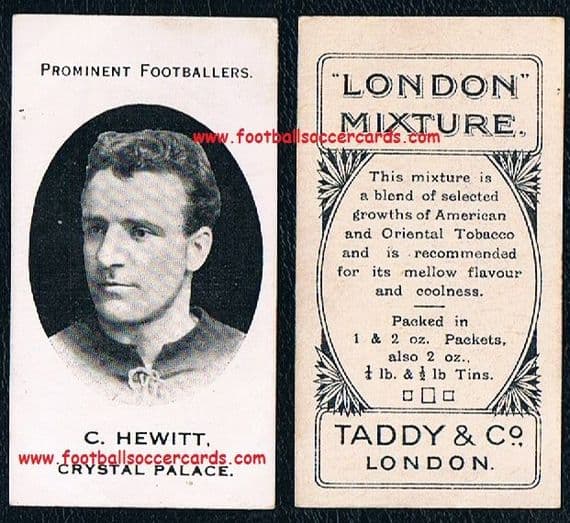 PROMINENT FOOTBALLERS.
www.footballsoccercards.com
C. HEWITT,
www.footballsoccercards.com
CRYSTAL PALACE.
"LONDON"
MIXTURE.
This mixture is
a blend of selected
growths of American
and Oriental Tobacco
and is recommended
for its mellow flavour
and coolness.
Packed in
1 & 2 oz. Packets,
also 2 oz.,
¼ lb. & ½ lb Tins.
TADDY & Co.,
LONDON.